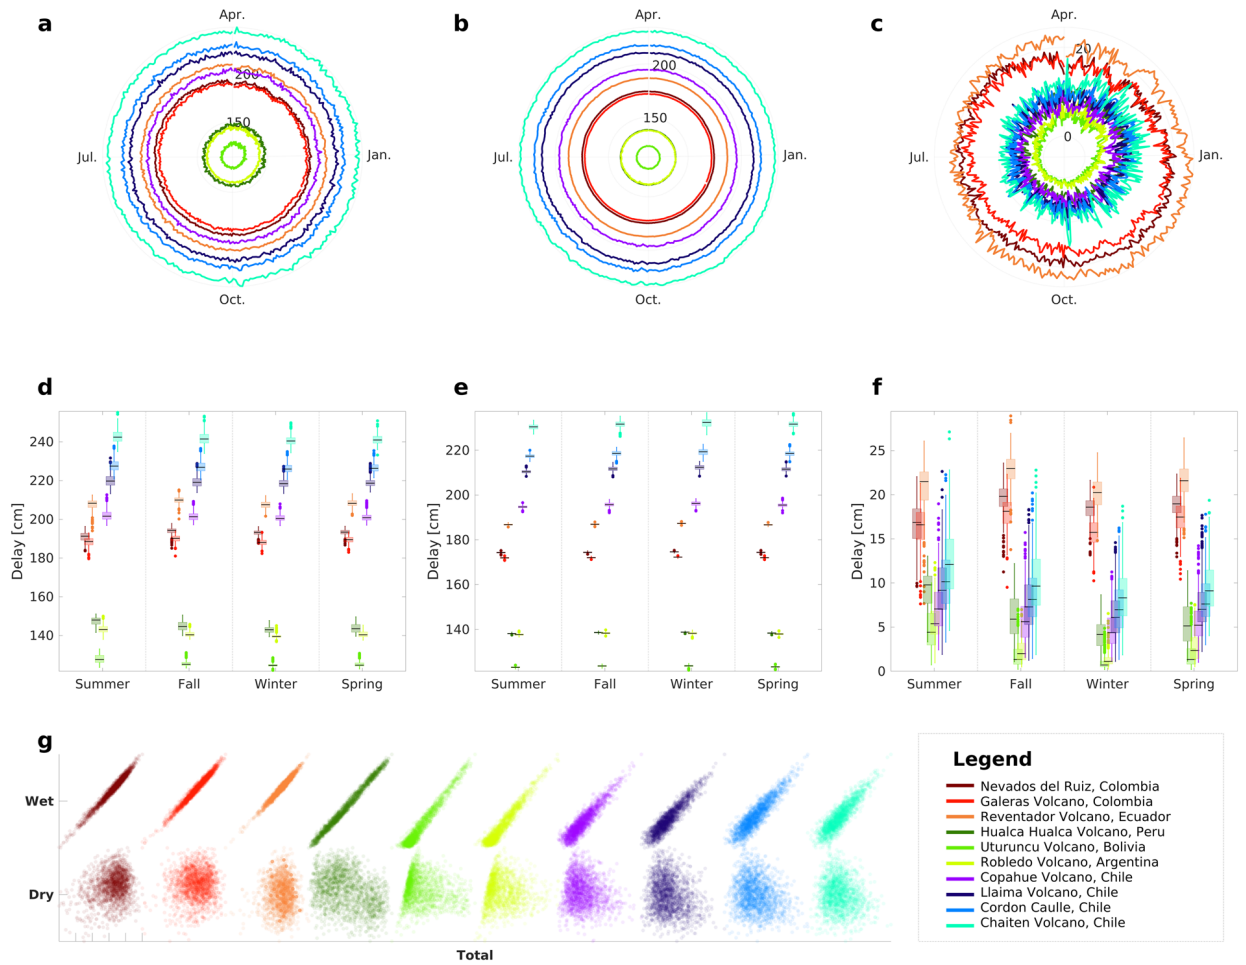 a
Apr.
200
150
Jul.
Jan.
Oct.
b
Apr.
200
150
Jul.
Jan.
Oct.
c
Apr.
20
0
Jul.
Jan.
Oct.
d
Delay [cm]
240
220
200
180
160
140
Summer Fall Winter Spring
e
Delay [cm]
220
200
180
160
140
Summer Fall Winter Spring
f
Delay [cm]
25
20
15
10
5
0
Summer Fall Winter Spring
g
Wet
Dry
Total
Legend
Nevados del Ruiz, Colombia
Galeras Volcano, Colombia
Reventador Volcano, Ecuador
Hualca Hualca Volcano, Peru
Uturuncu Volcano, Bolivia
Robledo Volcano, Argentina
Copahue Volcano, Chile
Llaima Volcano, Chile
Cordon Caulle, Chile
Chaiten Volcano, Chile